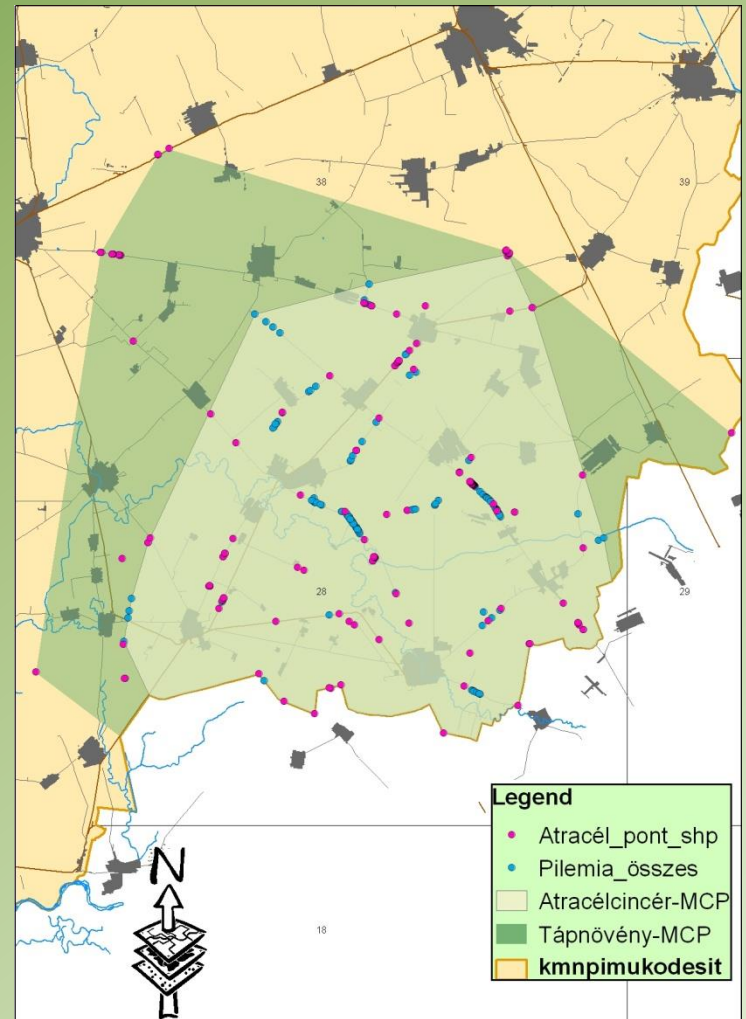 38
39
28
29
Legend
Atracél_pont_shp
Pilemia_összes
Atracélcincér-MCP
Tápnövény-MCP
kmnpimukodesit
N
18